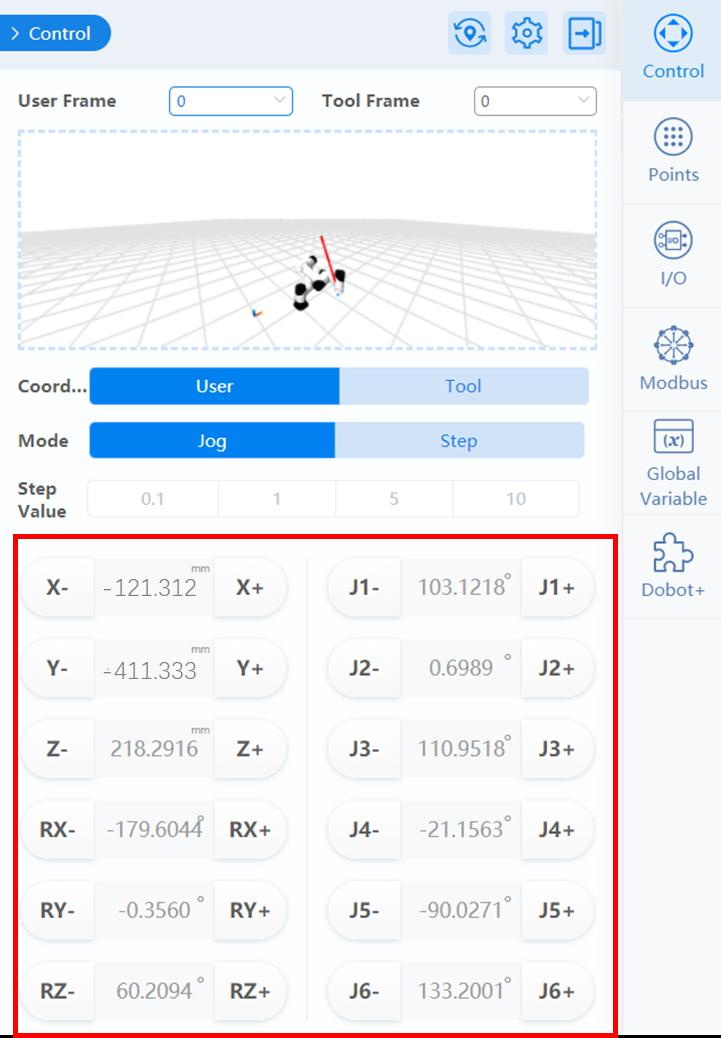 > Control
User Frame 0 Tool Frame 0
Coord... User Tool
Mode Jog Step
Step Value 0.1 1 5 10
X- -121.312 mm X+ J1- 103.1218° J1+
Y- -411.333 mm Y+ J2- 0.6989 ° J2+
Z- 218.2916 mm Z+ J3- 110.9518° J3+
RX- -179.6044° RX+ J4- -21.1563° J4+
RY- -0.3560 ° RY+ J5- -90.0271° J5+
RZ- 60.2094 ° RZ+ J6- 133.2001° J6+
Control
Points
I/O
I/O
Modbus
(x)
Global
Variable
Dobot+